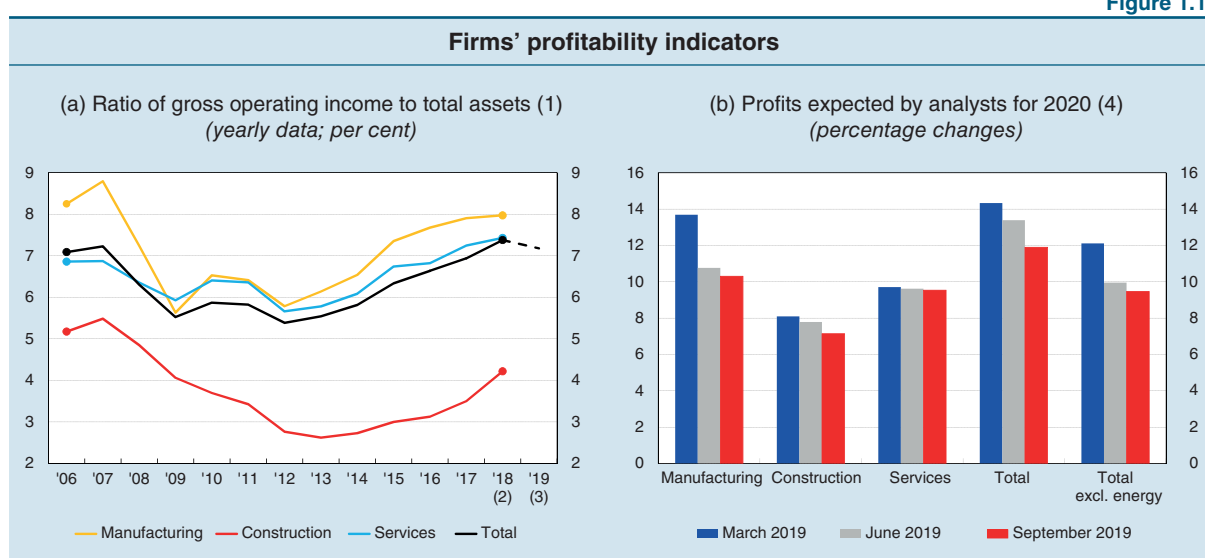 Figure 1.1
Firms' profitability indicators
(a) Ratio of gross operating income to total assets (1)
(yearly data; per cent)
9 9
8 8
7 7
6 6
5 5
4 4
3 3
2 2
'06 '07 '08 '09 '10 '11 '12 '13 '14 '15 '16 '17 '18 '19
(2) (3)
Manufacturing Construction Services Total
(b) Profits expected by analysts for 2020 (4)
(percentage changes)
16 16
14 14
12 12
10 10
8 8
6 6
4 4
2 2
0 0
Manufacturing Construction Services Total Total
excl. energy
March 2019 June 2019 September 2019